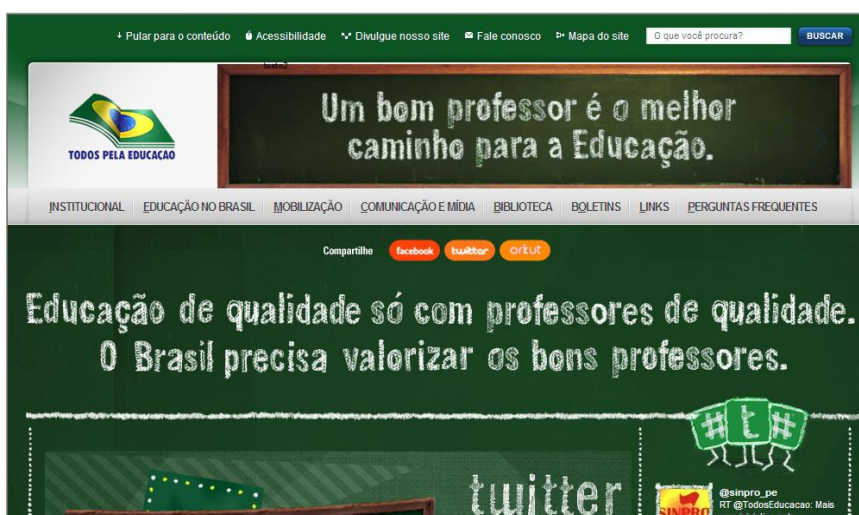 Pular para o conteúdo Acessibilidade Divulgue nosso site Fale conosco Mapa do site O que você procura? BUSCAR
teste2
Um bom professor é o melhor
caminho para a Educação.
TODOS PELA EDUCAÇÃO
INSTITUCIONAL EDUCAÇÃO NO BRASIL MOBILIZAÇÃO COMUNICAÇÃO E MÍDIA BIBLIOTECA BOLETINS LINKS PERGUNTAS FREQUENTES
Compartilhe facebook twitter orkut
Educação de qualidade só com professores de qualidade.
O Brasil precisa valorizar os bons professores.
#t#
twitter
SINPRO
@sinpro_pe
RT @TodosEducacao: Mais